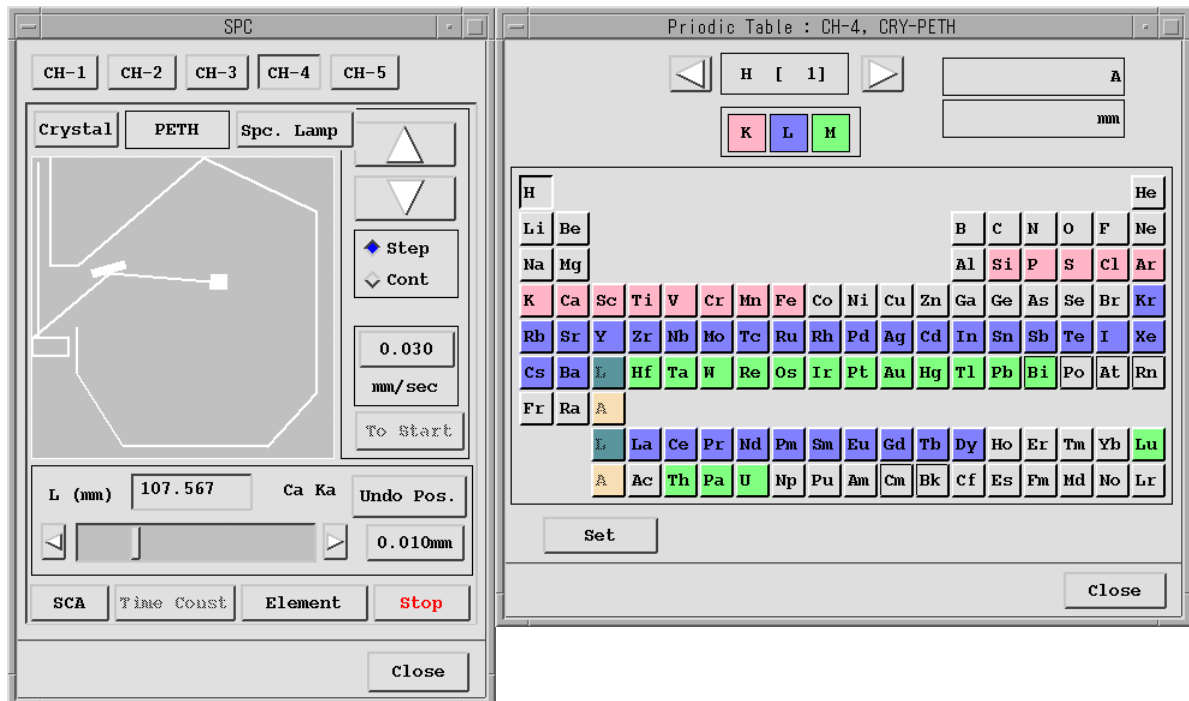 SPC
CH-1 CH-2 CH-3 CH-4 CH-5
Crystal PETH Spc. Lamp
Step
Cont
0.030
mm/sec
To Start
L (mm) 107.567 Ca Ka Undo Pos.
0.010mm
SCA Time Const Element Stop
Close
Priodic Table : CH-4, CRY-PETH
H [ 1] A
mm
K L M
H He
Li Be B C N O F Ne
Na Mg Al Si P S Cl Ar
K Ca Sc Ti V Cr Mn Fe Co Ni Cu Zn Ga Ge As Se Br Kr
Rb Sr Y Zr Nb Mo Tc Ru Rh Pd Ag Cd In Sn Sb Te I Xe
Cs Ba L Hf Ta W Re Os Ir Pt Au Hg Tl Pb Bi Po At Rn
Fr Ra A
L La Ce Pr Nd Pm Sm Eu Gd Tb Dy Ho Er Tm Yb Lu
A Ac Th Pa U Np Pu Am Cm Bk Cf Es Fm Md No Lr
Set
Close